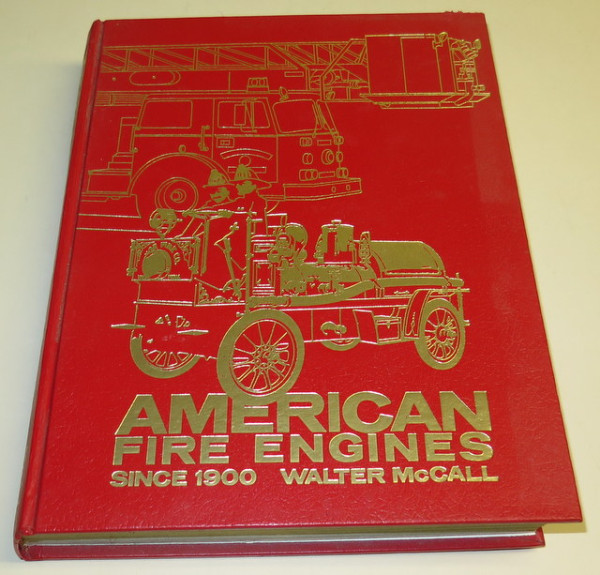 AMERICAN
FIRE ENGINES
SINCE 1900 WALTER McCALL